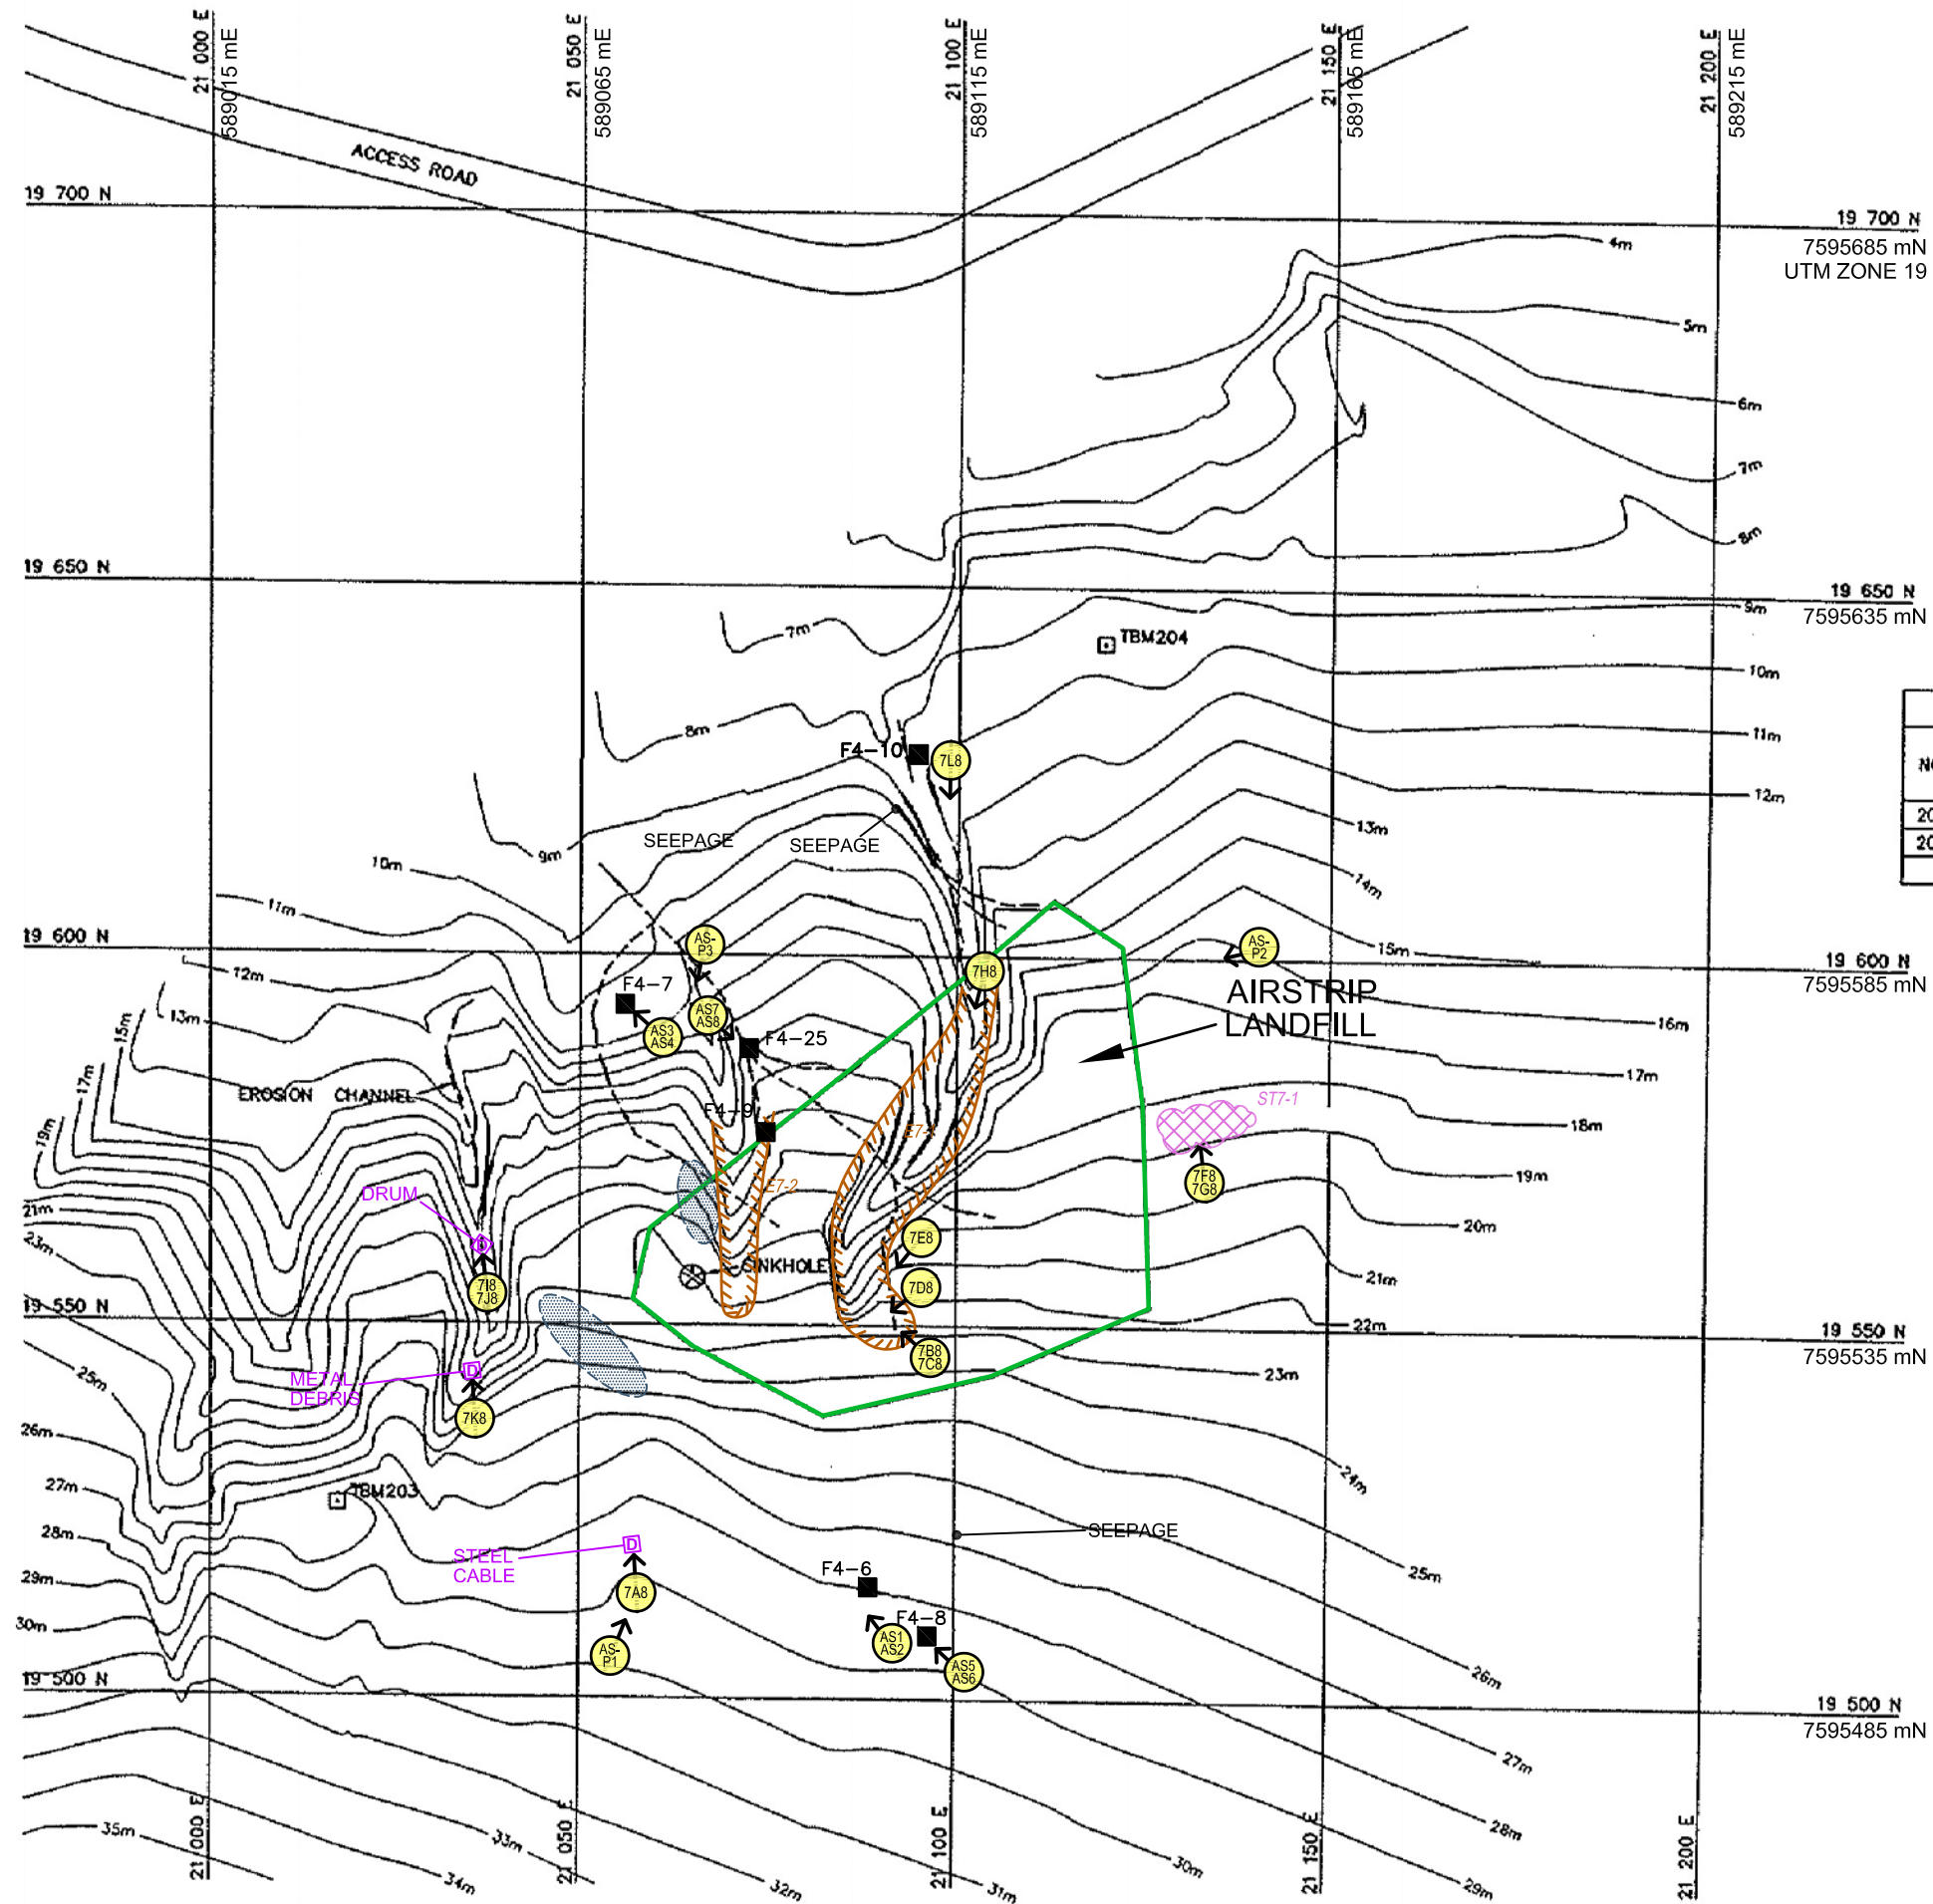 21 000 E
589015 mE
21 050 E
589065 mE
21 100 E
589115 mE
21 150 E
589165 mE
21 200 E
589215 mE
ACCESS ROAD
19 700 N
19 700 N
7595685 mN
UTM ZONE 19
4m
5m
6m
7m
8m
19 650 N
19 650 N
7595635 mN
9m
7m
TBM204
10m
8m
11m
F4-10
7L8
12m
20
20
SEEPAGE
SEEPAGE
13m
9m
10m
14m
11m
19 600 N
AS-
P3
AS-
P2
15m
19 600 N
7595585 mN
12m
7H8
F4-7
AIRSTRIP
LANDFILL
13m
15m
AS7
AS8
AS3
AS4
16m
F4-25
17m
17m
EROSION CHANNEL
ST7-1
F4-9
18m
19m
E7-2
19m
DRUM
D
7F8
7G8
21m
20m
23m
7E8
SINKHOLE
21m
7I8
7J8
7D8
19 550 N
22m
19 550 N
7595535 mN
7B8
7C8
23m
25m
METAL
DEBRIS
D
7K8
26m
24m
27m
TBM203
28m
SEEPAGE
STEEL
CABLE
D
25m
29m
F4-6
7A8
30m
F4-8
AS1
AS2
AS-
P1
AS5
AS6
26m
19 500 N
19 500 N
7595485 mN
27m
28m
35m
33m
34m
32m
31m
30m
29m
21 000 E
21 050 E
21 100 E
21 150 E
21 200 E